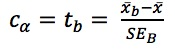 c_α = t_b = (x̄_b − x̄) / SE_B